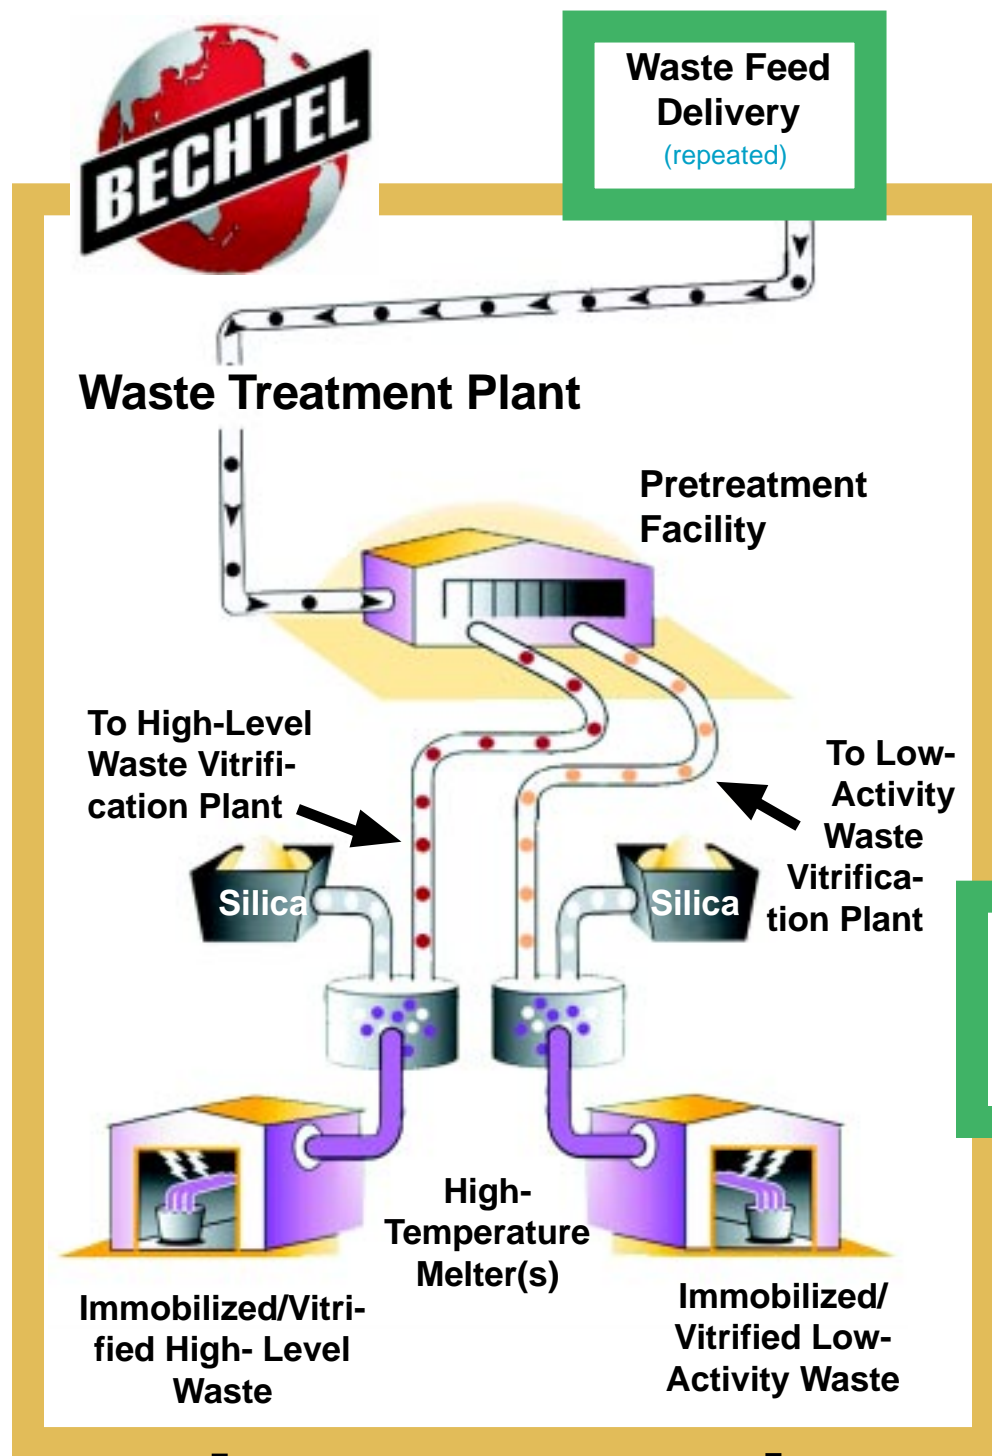 BECHTEL
Waste Feed
Delivery
(repeated)
Waste Treatment Plant
Pretreatment
Facility
To High-Level
Waste Vitrifi-
cation Plant
To Low-
Activity
Waste
Vitrifica-
tion Plant
Silica
Silica
High-
Temperature
Melter(s)
Immobilized/Vitri-
fied High- Level
Waste
Immobilized/
Vitrified Low-
Activity Waste